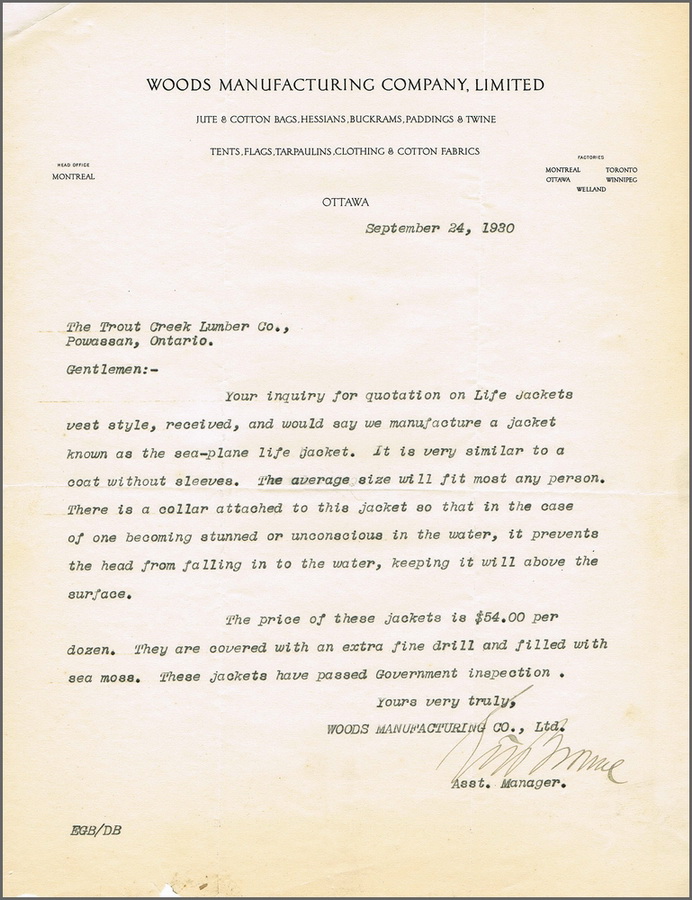 WOODS MANUFACTURING COMPANY, LIMITED
JUTE & COTTON BAGS, HESSIANS, BUCKRAMS, PADDINGS & TWINE
TENTS, FLAGS, TARPAULINS, CLOTHING & COTTON FABRICS
HEAD OFFICE
MONTREAL
FACTORIES
MONTREAL TORONTO
OTTAWA WINNIPEG
WELLAND
OTTAWA
September 24, 1930
The Trout Creek Lumber Co.,
Powassan, Ontario.
Gentlemen:-
Your inquiry for quotation on Life Jackets
vest style, received, and would say we manufacture a jacket
known as the sea-plane life jacket. It is very similar to a
coat without sleeves. The average size will fit most any person.
There is a collar attached to this jacket so that in the case
of one becoming stunned or unconscious in the water, it prevents
the head from falling in to the water, keeping it will above the
surface.
The price of these jackets is $54.00 per
dozen. They are covered with an extra fine drill and filled with
sea moss. These jackets have passed Government inspection .
Yours very truly,
WOODS MANUFACTURING CO., Ltd.
Asst. Manager.
EGB/DB